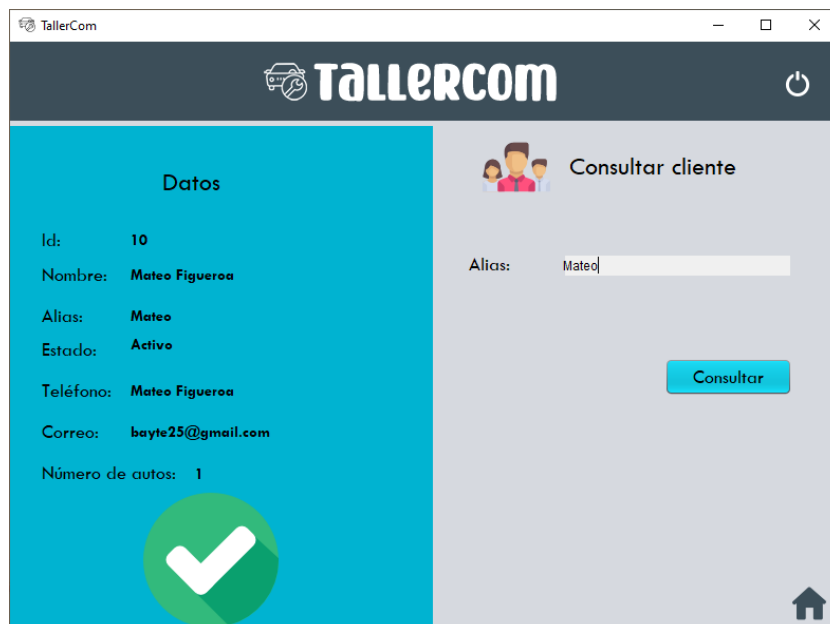 TallerCom
TallerCom
Datos
Id: 10
Nombre: Mateo Figueroa
Alias: Mateo
Estado: Activo
Teléfono: Mateo Figueroa
Correo: bayte25@gmail.com
Número de autos: 1
Consultar cliente
Alias: Mateo
Consultar